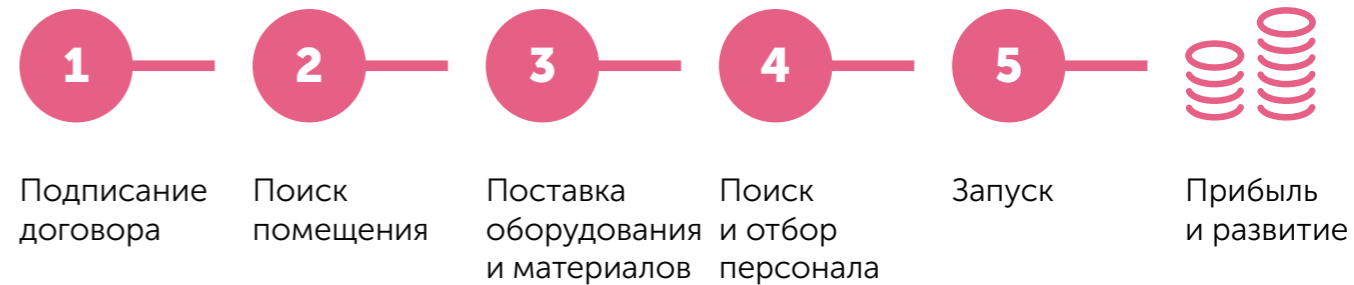 1
2
3
4
5
Подписание
договора
Поиск
помещения
Поставка
оборудования
и материалов
Поиск
и отбор
персонала
Запуск
Прибыль
и развитие